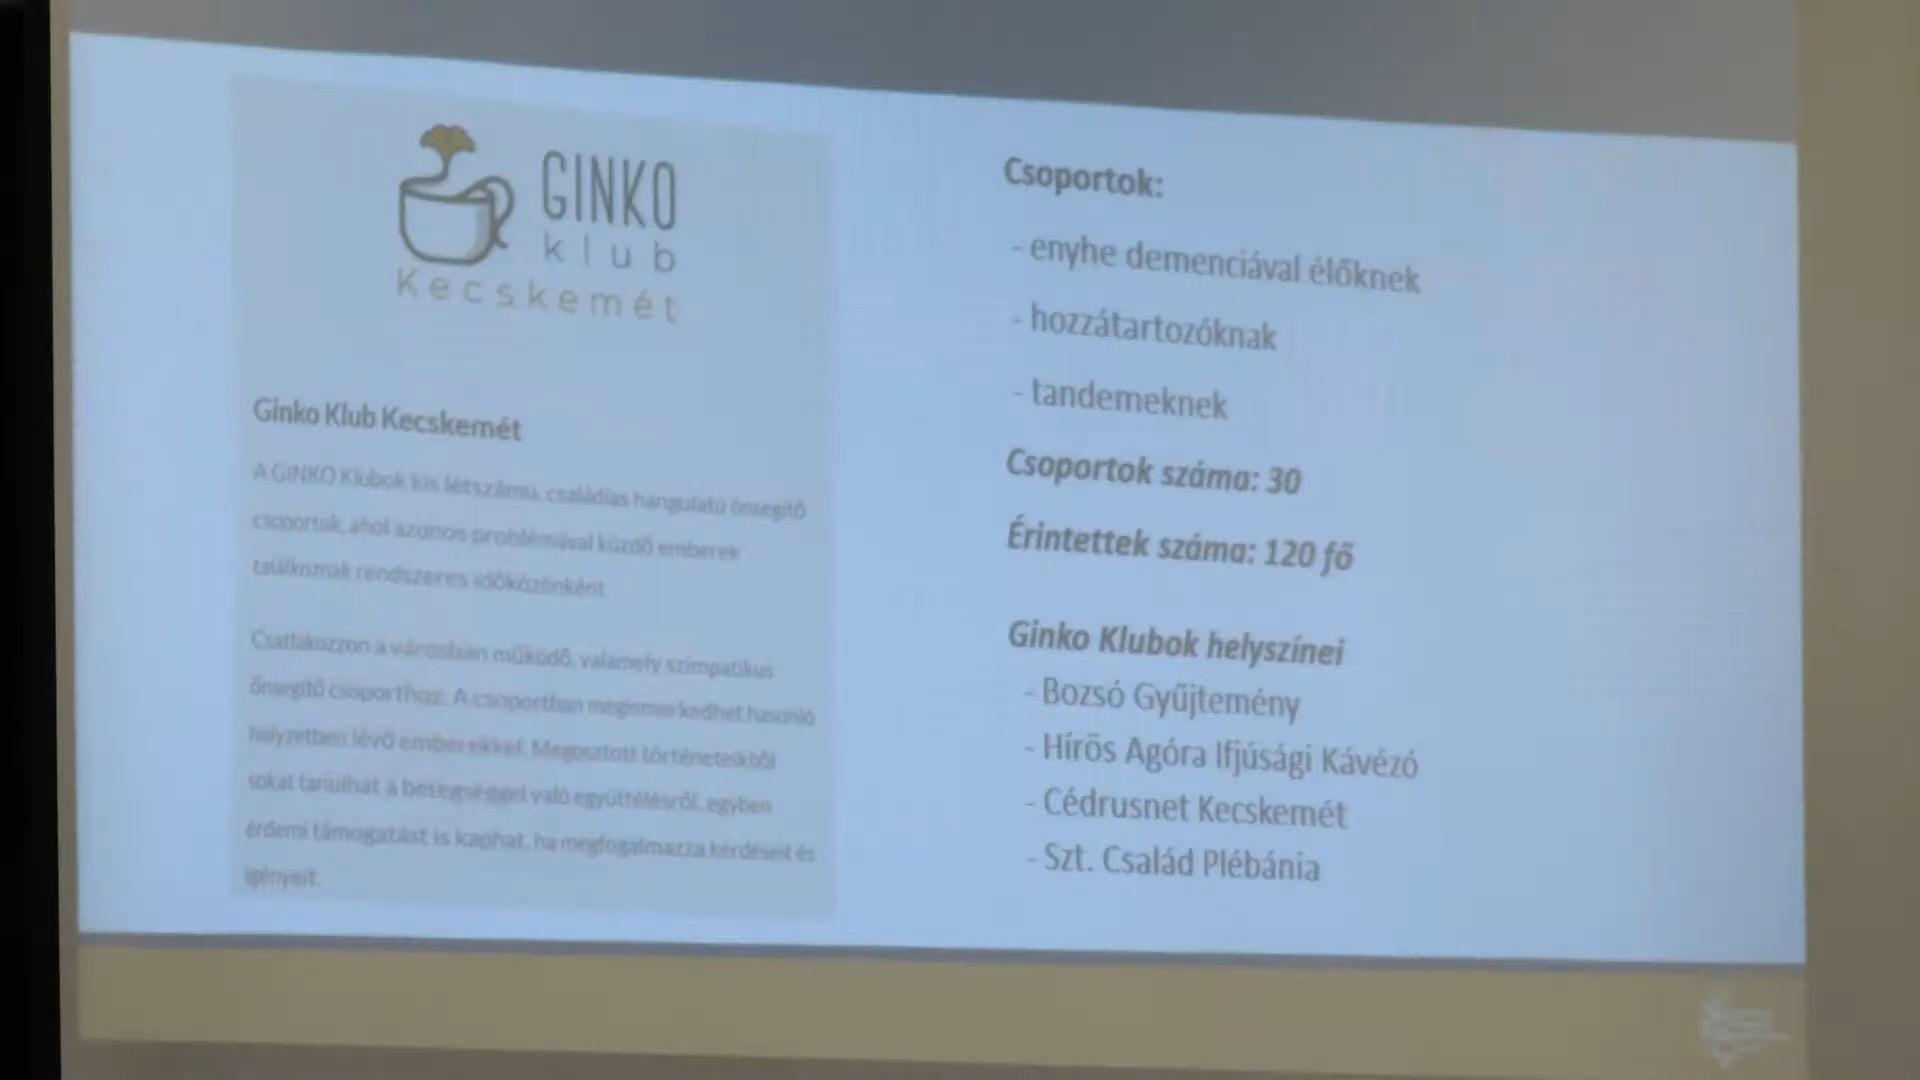 GINKO
klub
Kecskemét
Ginko Klub Kecskemét
A GINKO Klubok kis létszámú, családias hangulatú önsegítő
csoportok, ahol azonos problémával küzdő emberek
találkoznak rendszeres időközönként.
Csatlakozzon a városban működő, valamely szimpatikus
önsegítő csoporthoz. A csoportban megismerkedhet hasonló
helyzetben lévő emberekkel. Megosztott történeteikből
sokat tanulhat a betegséggel való együttélésről, egyben
érdemi támogatást is kaphat, ha megfogalmazza kérdéseit és
igényeit.
Csoportok:
- enyhe demenciával élőknek
- hozzátartozóknak
- tandemeknek
Csoportok száma: 30
Érintettek száma: 120 fő
Ginko Klubok helyszínei
- Bozsó Gyűjtemény
- Hírös Agóra Ifjúsági Kávézó
- Cédrusnet Kecskemét
- Szt. Család Plébánia